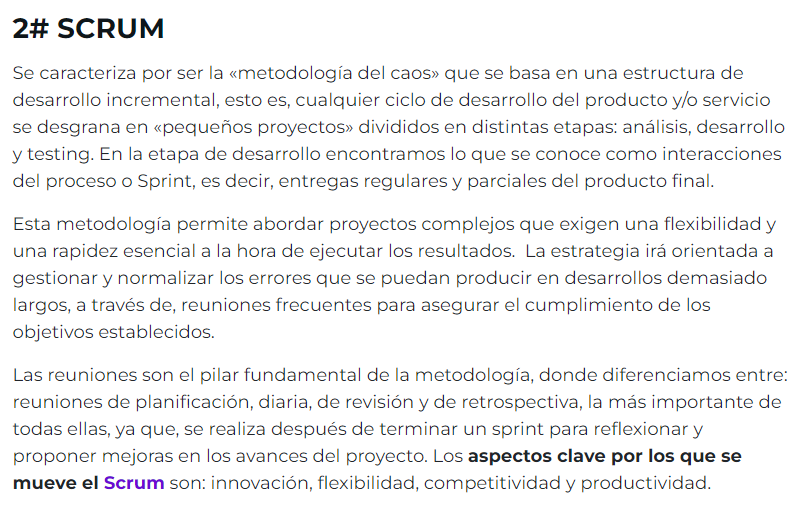 2# SCRUM
Se caracteriza por ser la «metodología del caos» que se basa en una estructura de
desarrollo incremental, esto es, cualquier ciclo de desarrollo del producto y/o servicio
se desgrana en «pequeños proyectos» divididos en distintas etapas: análisis, desarrollo
y testing. En la etapa de desarrollo encontramos lo que se conoce como interacciones
del proceso o Sprint, es decir, entregas regulares y parciales del producto final.
Esta metodología permite abordar proyectos complejos que exigen una flexibilidad y
una rapidez esencial a la hora de ejecutar los resultados.  La estrategia irá orientada a
gestionar y normalizar los errores que se puedan producir en desarrollos demasiado
largos, a través de, reuniones frecuentes para asegurar el cumplimiento de los
objetivos establecidos.
Las reuniones son el pilar fundamental de la metodología, donde diferenciamos entre:
reuniones de planificación, diaria, de revisión y de retrospectiva, la más importante de
todas ellas, ya que, se realiza después de terminar un sprint para reflexionar y
proponer mejoras en los avances del proyecto. Los aspectos clave por los que se
mueve el Scrum son: innovación, flexibilidad, competitividad y productividad.